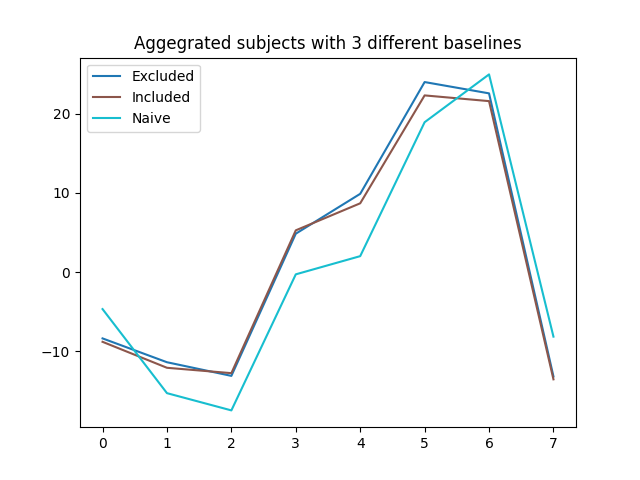 Aggegrated subjects with 3 different baselines
Excluded
Included
Naive
20
10
0
−10
0 1 2 3 4 5 6 7